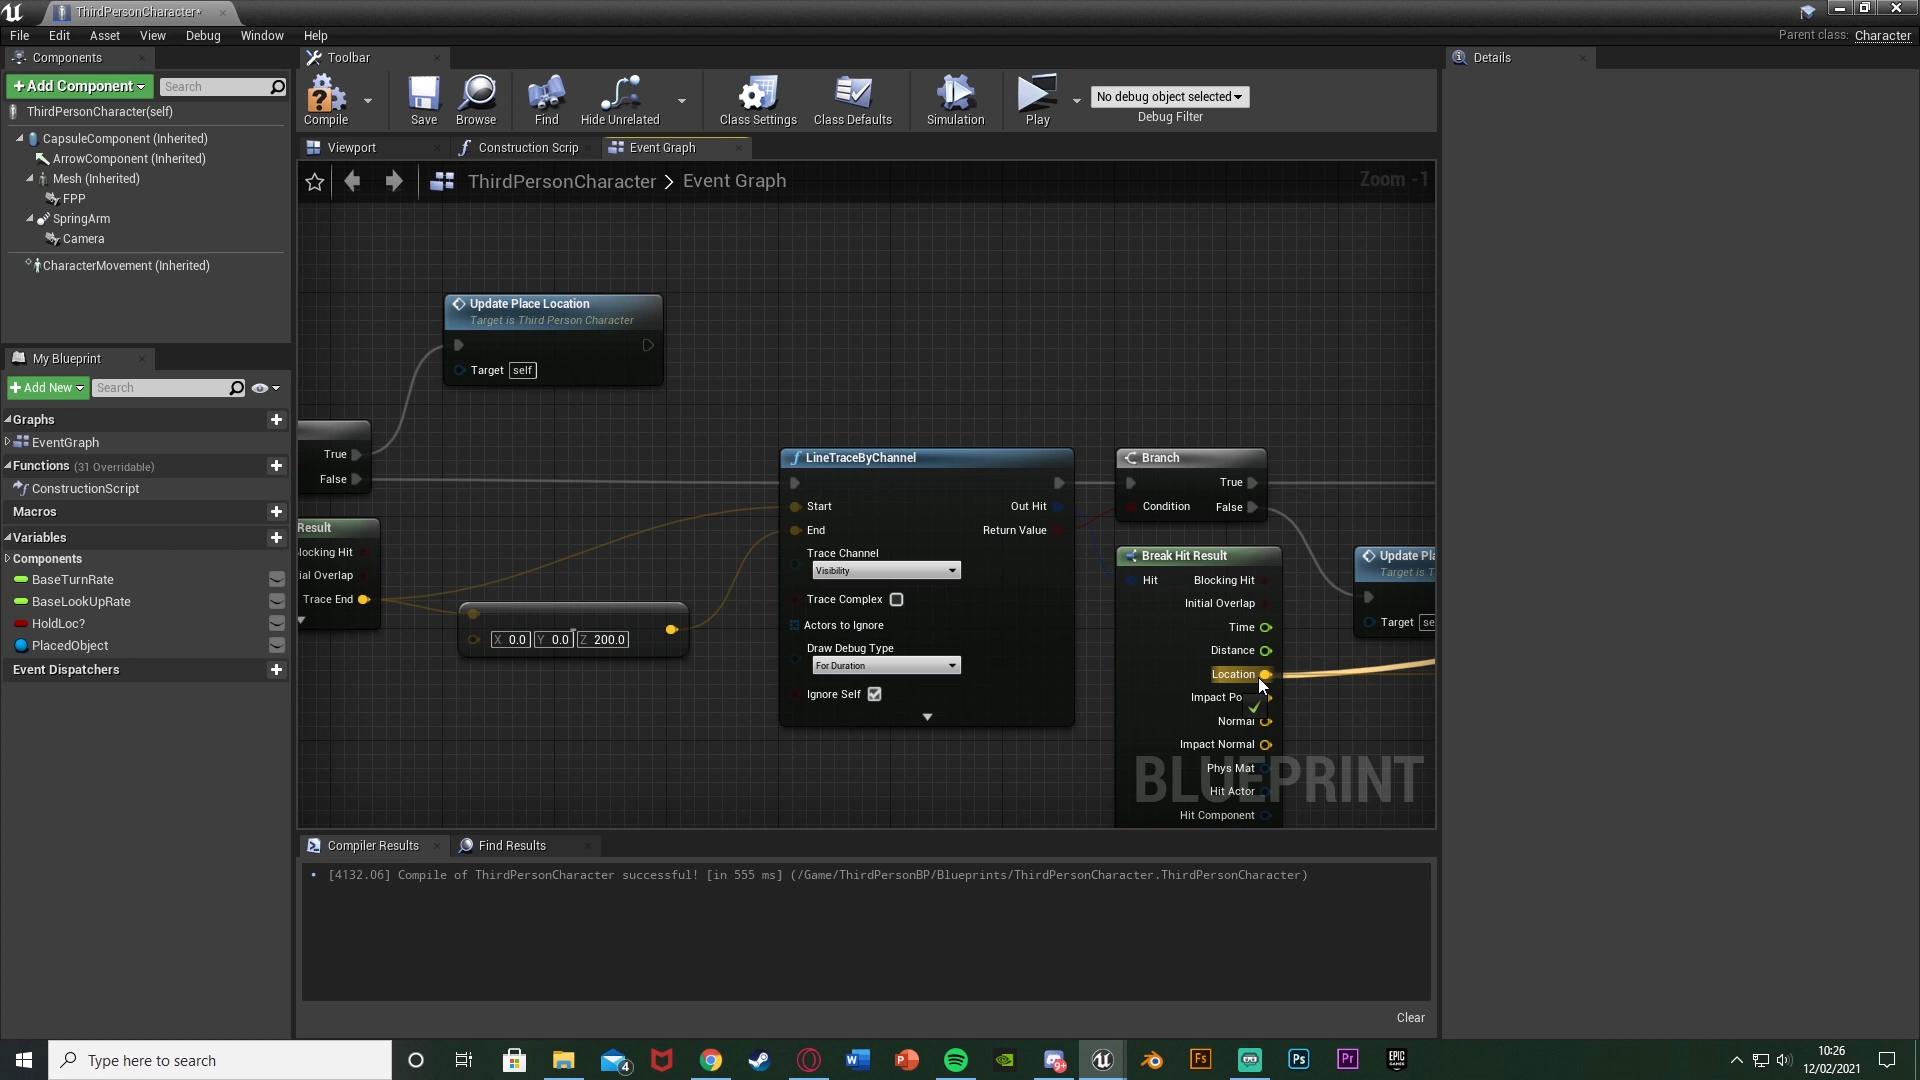 ThirdPersonCharacter*
File Edit Asset View Debug Window Help
Parent class: Character
Components
Toolbar
Details
Add Component
Search
ThirdPersonCharacter(self)
CapsuleComponent (Inherited)
ArrowComponent (Inherited)
Mesh (Inherited)
FPP
SpringArm
Camera
CharacterMovement (Inherited)
Compile
Save
Browse
Find
Hide Unrelated
Class Settings
Class Defaults
Simulation
Play
No debug object selected
Debug Filter
Viewport
Construction Scrip
Event Graph
ThirdPersonCharacter > Event Graph
Zoom -1
My Blueprint
Add New
Search
Graphs
EventGraph
Functions (31 Overridable)
ConstructionScript
Macros
Variables
Components
BaseTurnRate
BaseLookUpRate
HoldLoc?
PlacedObject
Event Dispatchers
Update Place Location
Target is Third Person Character
Target self
True
False
Result
locking Hit
ial Overlap
Trace End
X 0.0 Y 0.0 Z 200.0
LineTraceByChannel
Start
Out Hit
End
Return Value
Trace Channel
Visibility
Trace Complex
Actors to Ignore
Draw Debug Type
For Duration
Ignore Self
Branch
True
Condition
False
Break Hit Result
Hit
Blocking Hit
Initial Overlap
Time
Distance
Location
Impact Po
Normal
Impact Normal
Phys Mat
Hit Actor
Hit Component
Update Pl
Target is T
Target se
BLUEPRINT
Compiler Results
Find Results
[4132.06] Compile of ThirdPersonCharacter successful! [in 555 ms] (/Game/ThirdPersonBP/Blueprints/ThirdPersonCharacter.ThirdPersonCharacter)
Clear
Type here to search
4
W
P
9+
Fs
Ps
Pr
EPIC
GAMES
10:26
12/02/2021